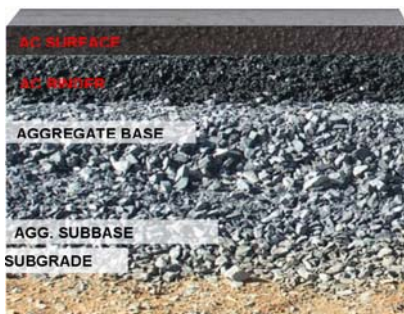 AC SURFACE
AC BINDER
AGGREGATE BASE
AGG. SUBBASE
SUBGRADE